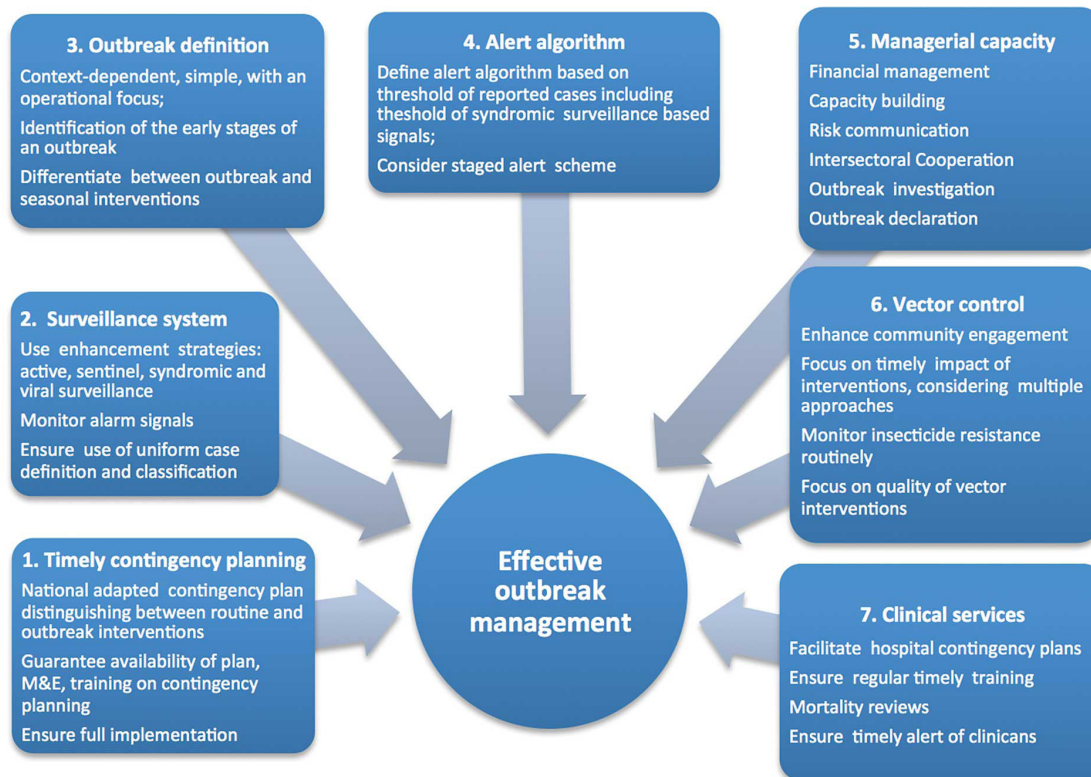 3. Outbreak definition
Context-dependent, simple, with an
operational focus;
Identification of the early stages of
an outbreak
Differentiate between outbreak and
seasonal interventions
4. Alert algorithm
Define alert algorithm based on
threshold of reported cases including
theshold of syndromic surveillance based
signals;
Consider staged alert scheme
5. Managerial capacity
Financial management
Capacity building
Risk communication
Intersectoral Cooperation
Outbreak investigation
Outbreak declaration
2. Surveillance system
Use enhancement strategies:
active, sentinel, syndromic and
viral surveillance
Monitor alarm signals
Ensure use of uniform case
definition and classification
6. Vector control
Enhance community engagement
Focus on timely impact of
interventions, considering multiple
approaches
Monitor insecticide resistance
routinely
Focus on quality of vector
interventions
1. Timely contingency planning
National adapted contingency plan
distinguishing between routine and
outbreak interventions
Guarantee availability of plan,
M&E, training on contingency
planning
Ensure full implementation
Effective
outbreak
management
7. Clinical services
Facilitate hospital contingency plans
Ensure regular timely training
Mortality reviews
Ensure timely alert of clinicans